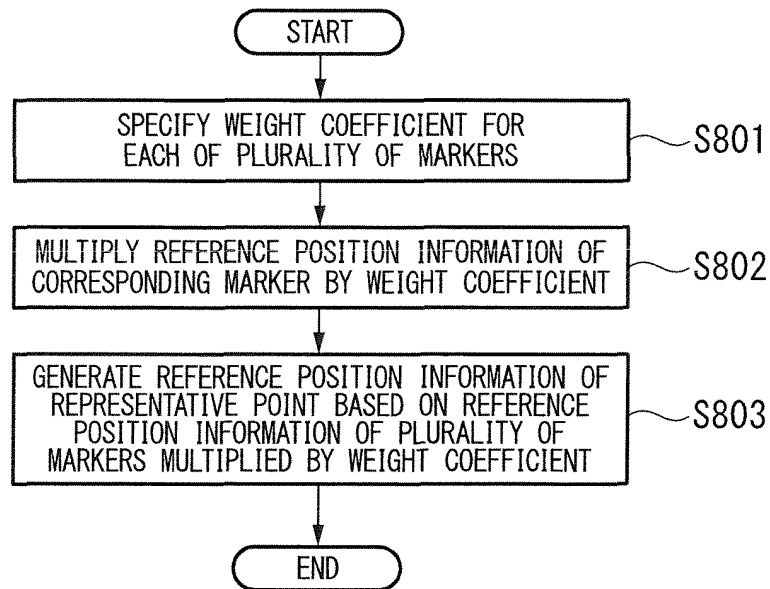 START
SPECIFY WEIGHT COEFFICIENT FOR
EACH OF PLURALITY OF MARKERS
S801
MULTIPLY REFERENCE POSITION INFORMATION OF
CORRESPONDING MARKER BY WEIGHT COEFFICIENT
S802
GENERATE REFERENCE POSITION INFORMATION OF
REPRESENTATIVE POINT BASED ON REFERENCE
POSITION INFORMATION OF PLURALITY OF
MARKERS MULTIPLIED BY WEIGHT COEFFICIENT
S803
END